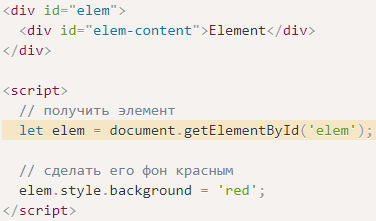 <div id="elem">
  <div id="elem-content">Element</div>
</div>

<script>
  // получить элемент
  let elem = document.getElementById('elem');

  // сделать его фон красным
  elem.style.background = 'red';
</script>